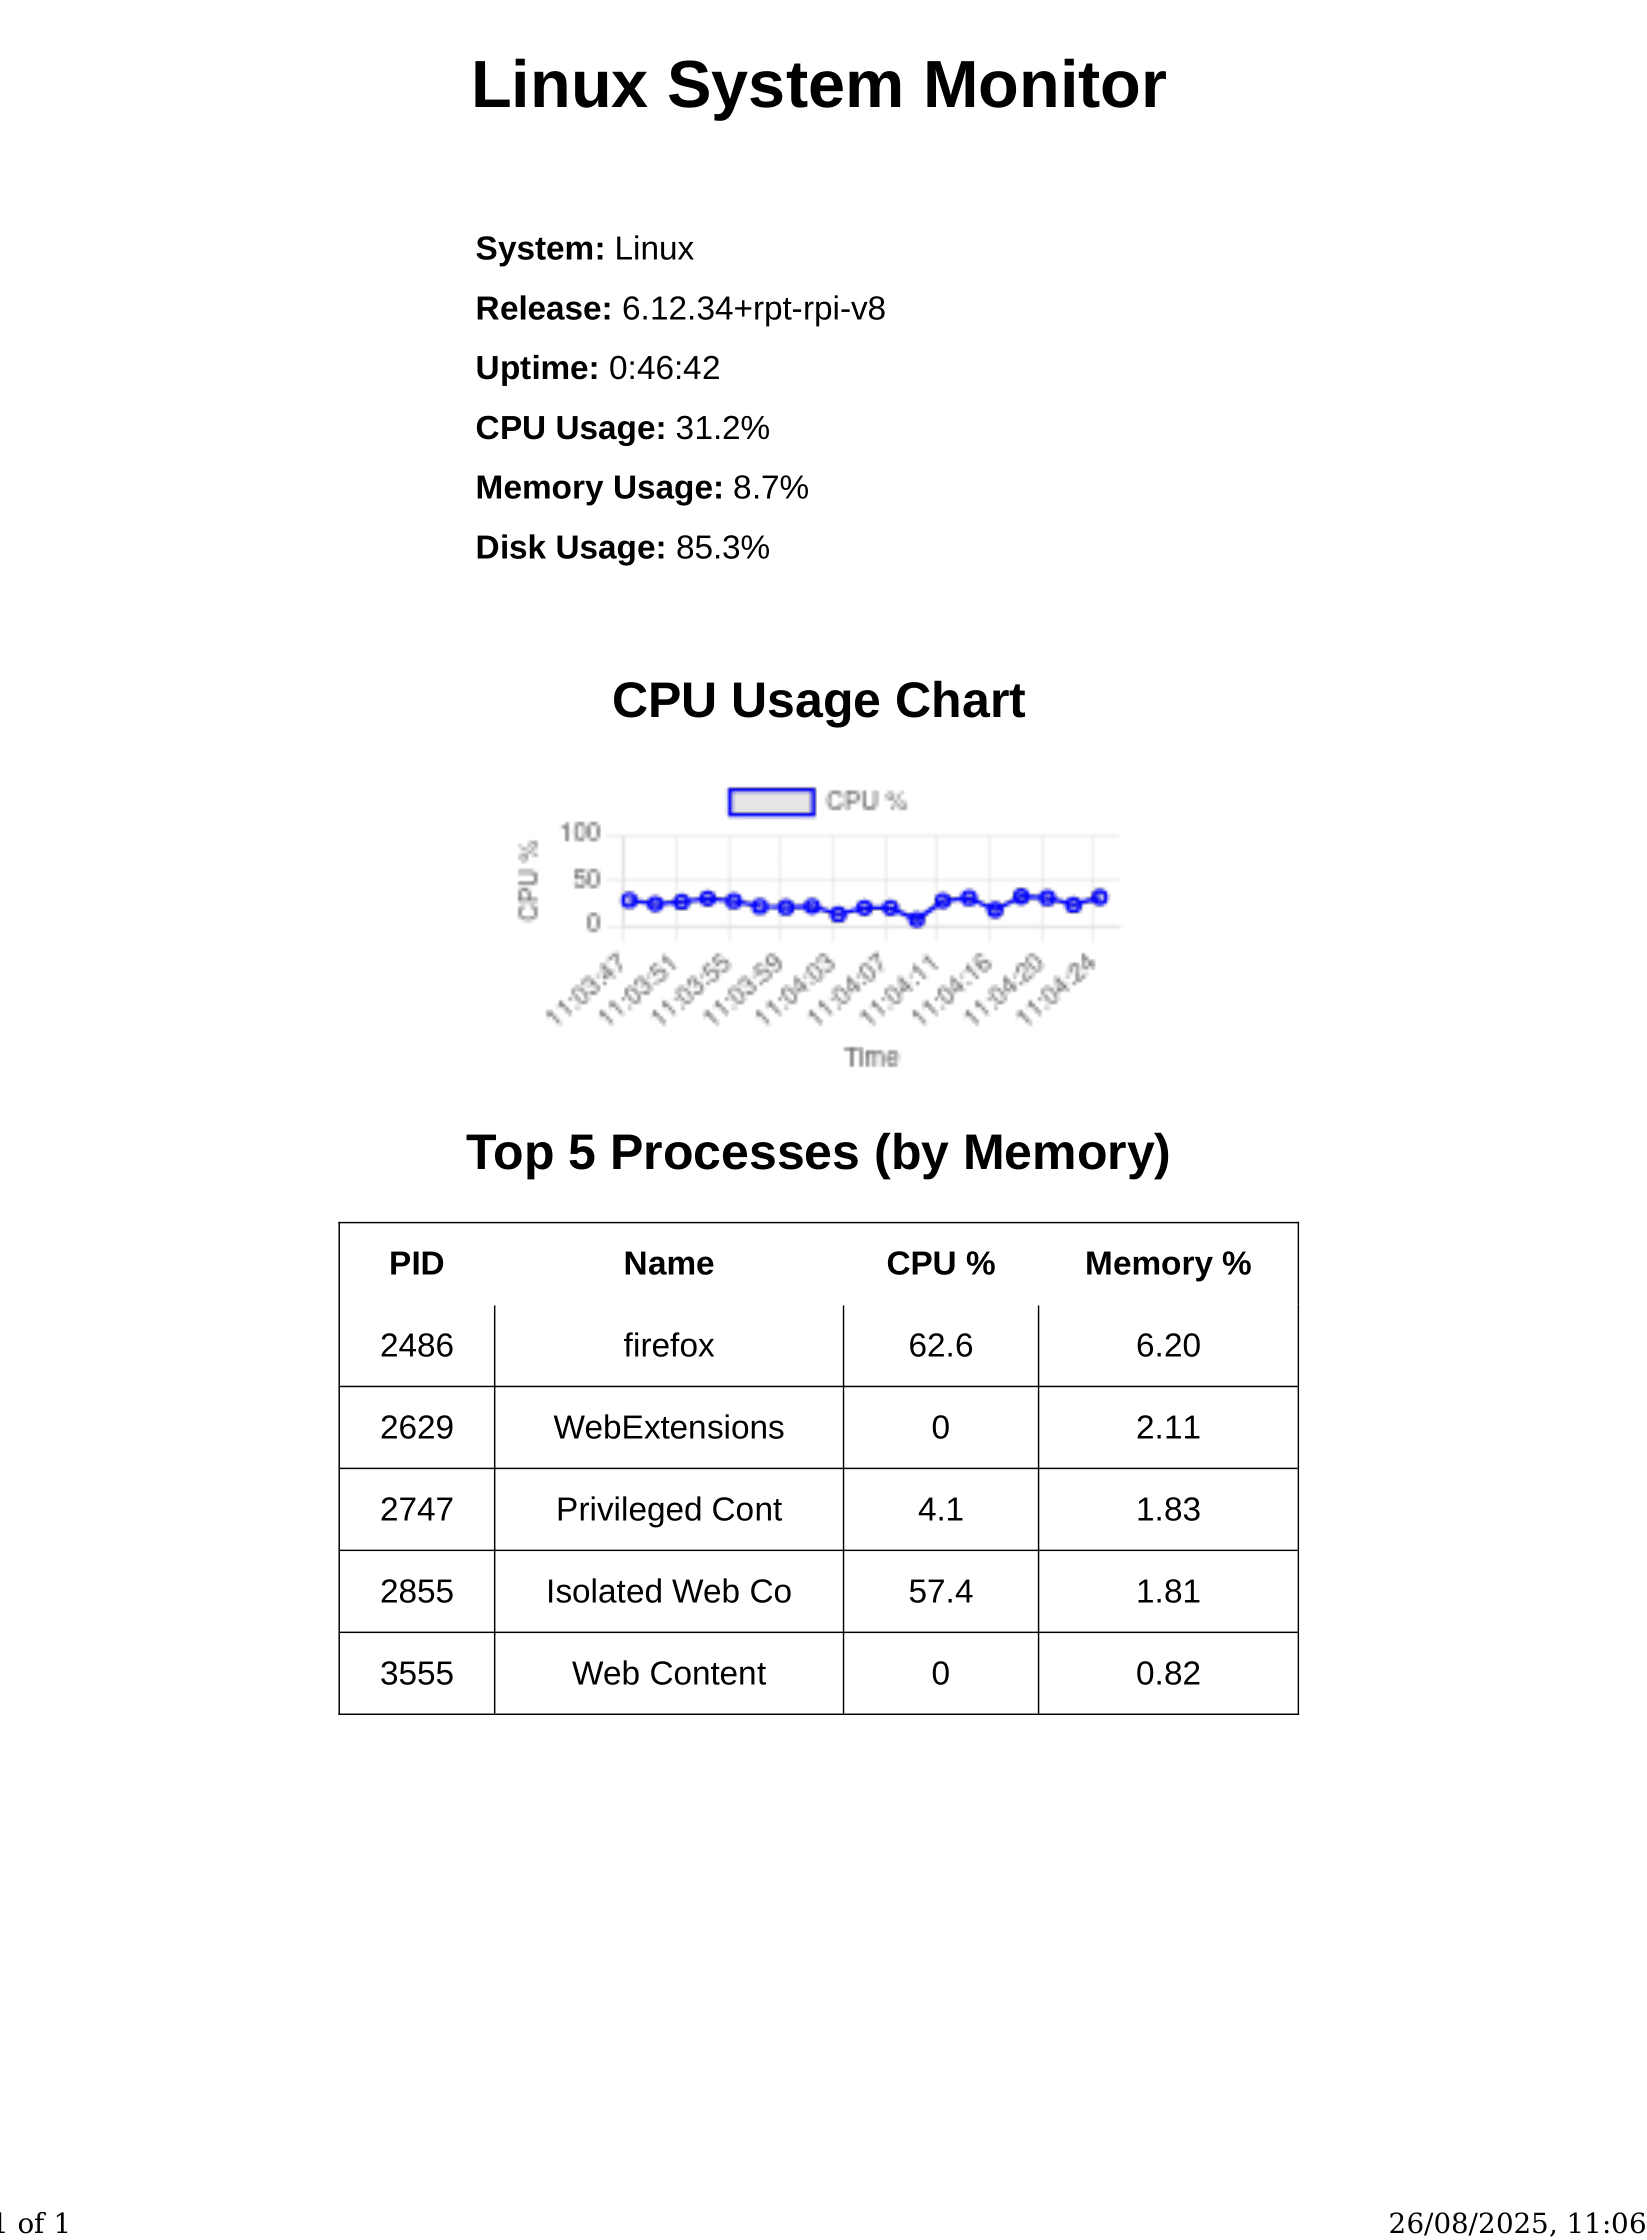 Linux System Monitor
System: Linux
Release: 6.12.34+rpt-rpi-v8
Uptime: 0:46:42
CPU Usage: 31.2%
Memory Usage: 8.7%
Disk Usage: 85.3%
CPU Usage Chart
CPU %
CPU %
100
50
0
11:03:47
11:03:51
11:03:55
11:03:59
11:04:03
11:04:07
11:04:11
11:04:16
11:04:20
11:04:24
Time
Top 5 Processes (by Memory)
PID Name CPU % Memory %
2486 firefox 62.6 6.20
2629 WebExtensions 0 2.11
2747 Privileged Cont 4.1 1.83
2855 Isolated Web Co 57.4 1.81
3555 Web Content 0 0.82
1 of 1 26/08/2025, 11:06